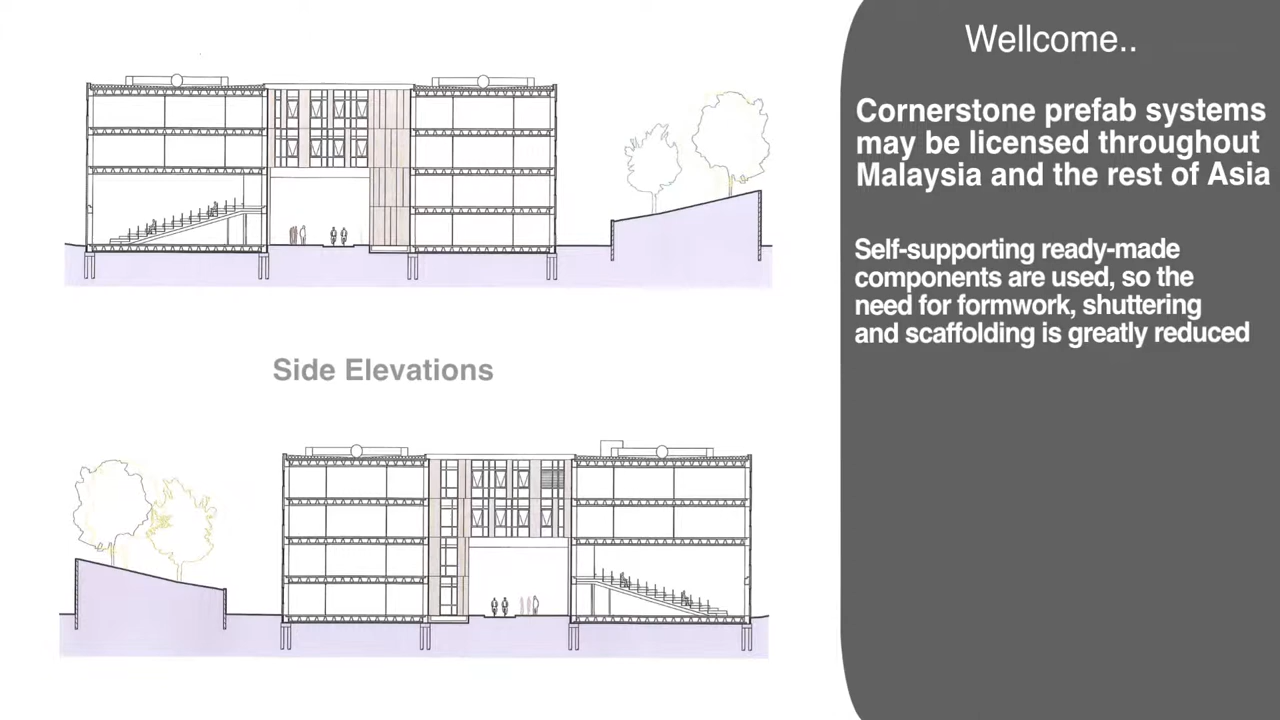 Wellcome..
Cornerstone prefab systems
may be licensed throughout
Malaysia and the rest of Asia
Self-supporting ready-made
components are used, so the
need for formwork, shuttering
and scaffolding is greatly reduced
Side Elevations